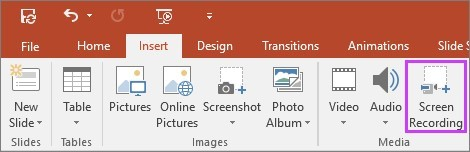 File Home Insert Design Transitions Animations Slide S
New Slide Table Pictures Online Pictures Screenshot Photo Album Video Audio Screen Recording
Slides Tables Images Media